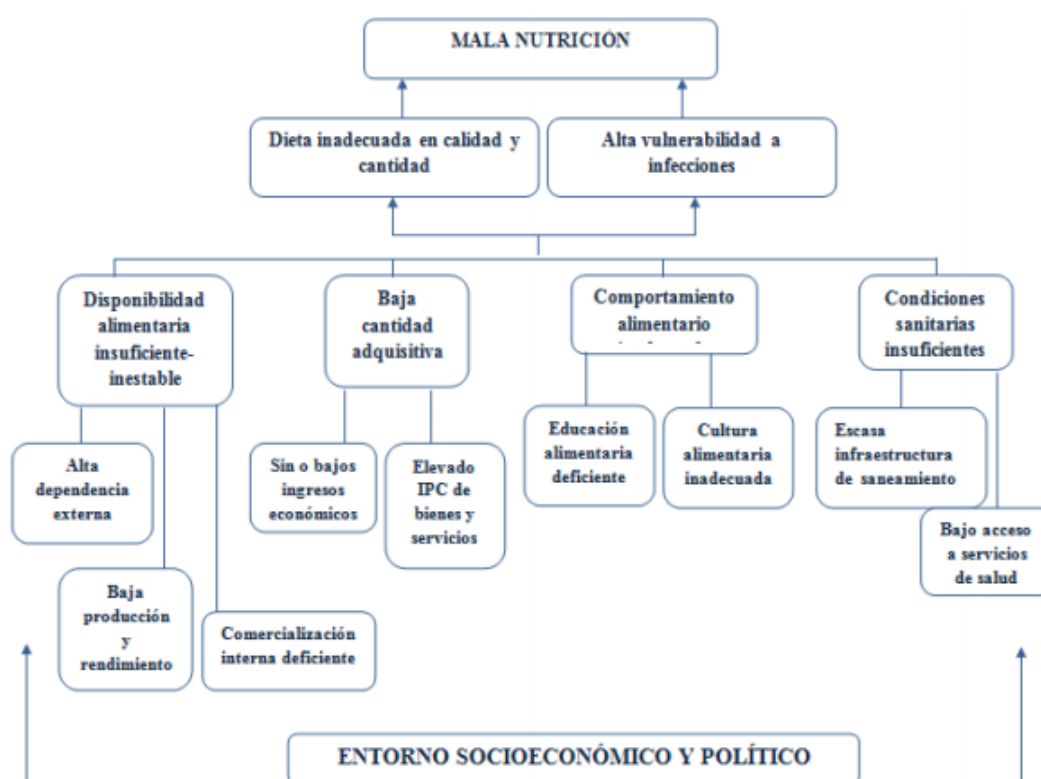 MALA NUTRICIÓN
Dieta inadecuada en calidad y
cantidad
Alta vulnerabilidad a
infecciones
Disponibilidad
alimentaria
insuficiente-
inestable
Baja
cantidad
adquisitiva
Comportamiento
alimentario
Condiciones
sanitarias
insuficientes
Alta
dependencia
externa
Sin o bajos
ingresos
económicos
Elevado
IPC de
bienes y
servicios
Educación
alimentaria
deficiente
Cultura
alimentaria
inadecuada
Escasa
infraestructura
de saneamiento
Bajo acceso
a servicios
de salud
Baja
producción
y
rendimiento
Comercialización
interna deficiente
ENTORNO SOCIOECONÓMICO Y POLÍTICO